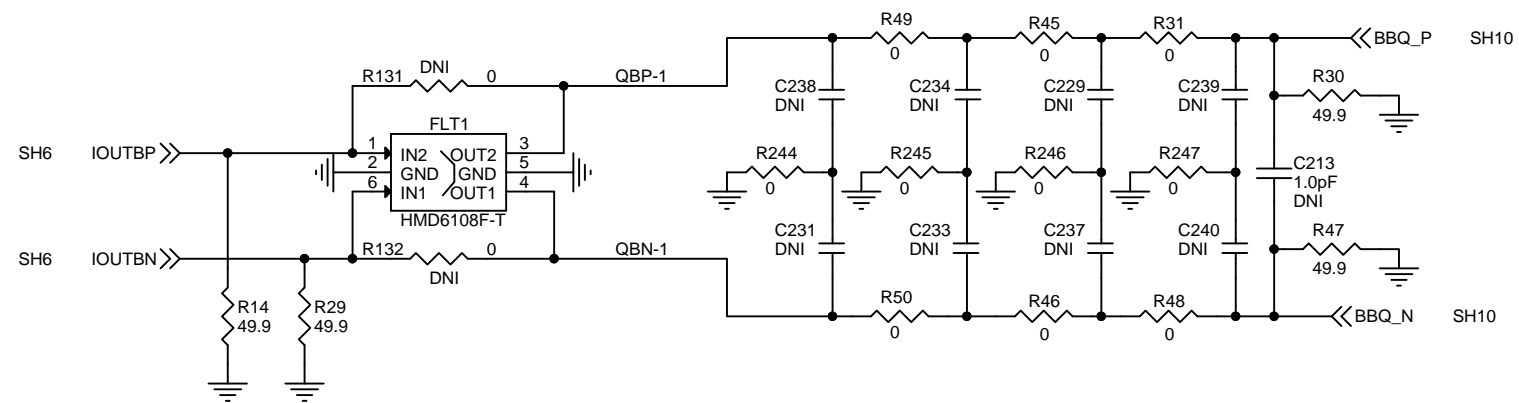 R49
0
R45
0
R31
0
BBQ_P SH10
R131 DNI 0
QBP-1
C238
DNI
C234
DNI
C229
DNI
C239
DNI
R30
49.9
FLT1
SH6 IOUTBP
1 IN2 OUT2 3
2 GND GND 5
6 IN1 OUT1 4
HMD6108F-T
R244
0
R245
0
R246
0
R247
0
C213
1.0pF
DNI
C231
DNI
C233
DNI
C237
DNI
C240
DNI
R47
49.9
SH6 IOUTBN
R132 0
DNI
QBN-1
R14
49.9
R29
49.9
R50
0
R46
0
R48
0
BBQ_N SH10